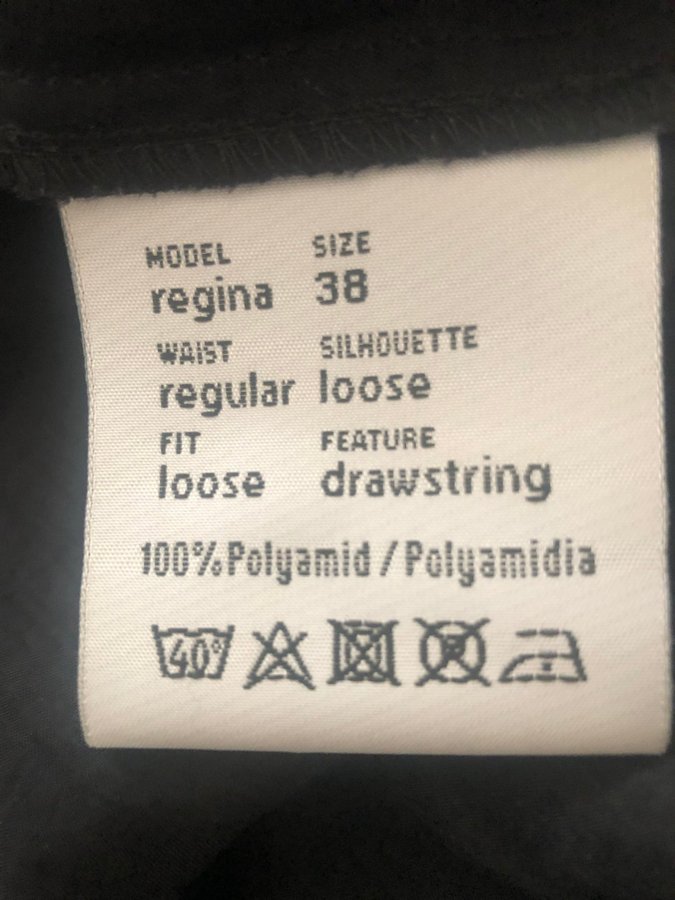 MODEL SIZE
regina 38
WAIST SILHOUETTE
regular loose
FIT FEATURE
loose drawstring
100% Polyamid / Polyamidia
40°